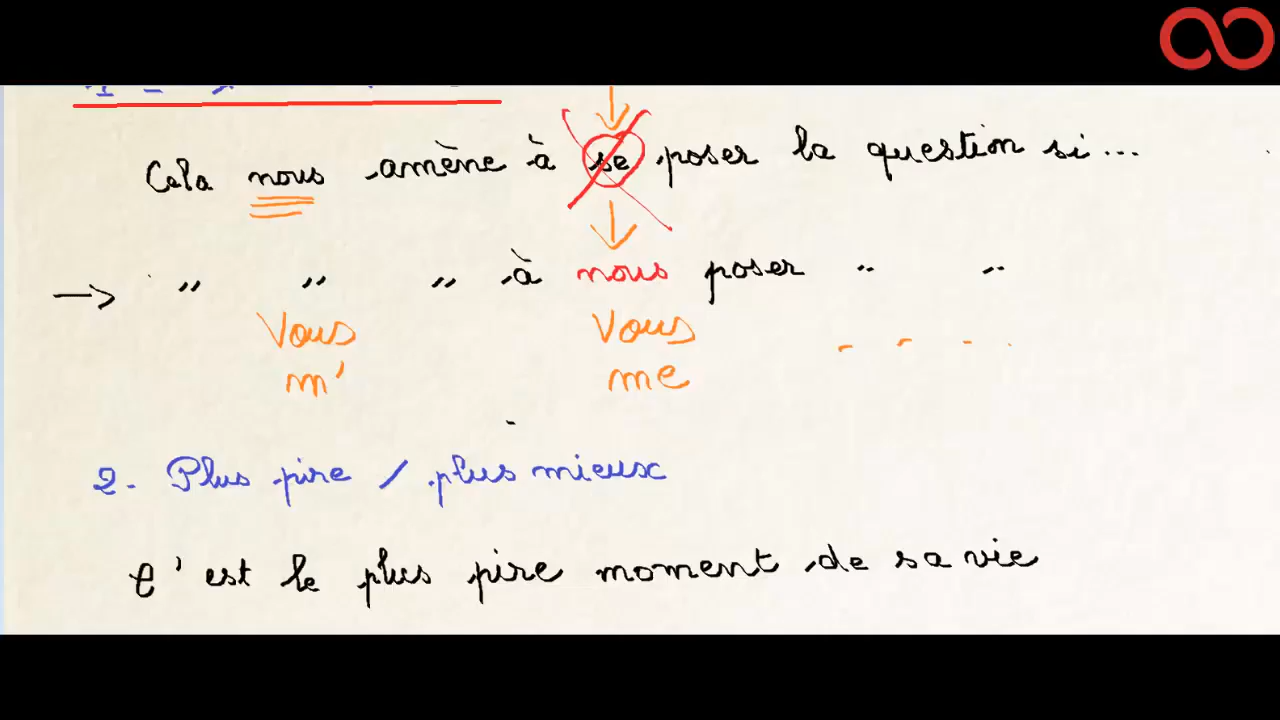 Cela nous amène à se poser la question si...
→ " " " à nous poser " "
Vous Vous - - - -
m' me
2. Plus pire / plus mieux
C'est le plus pire moment de sa vie